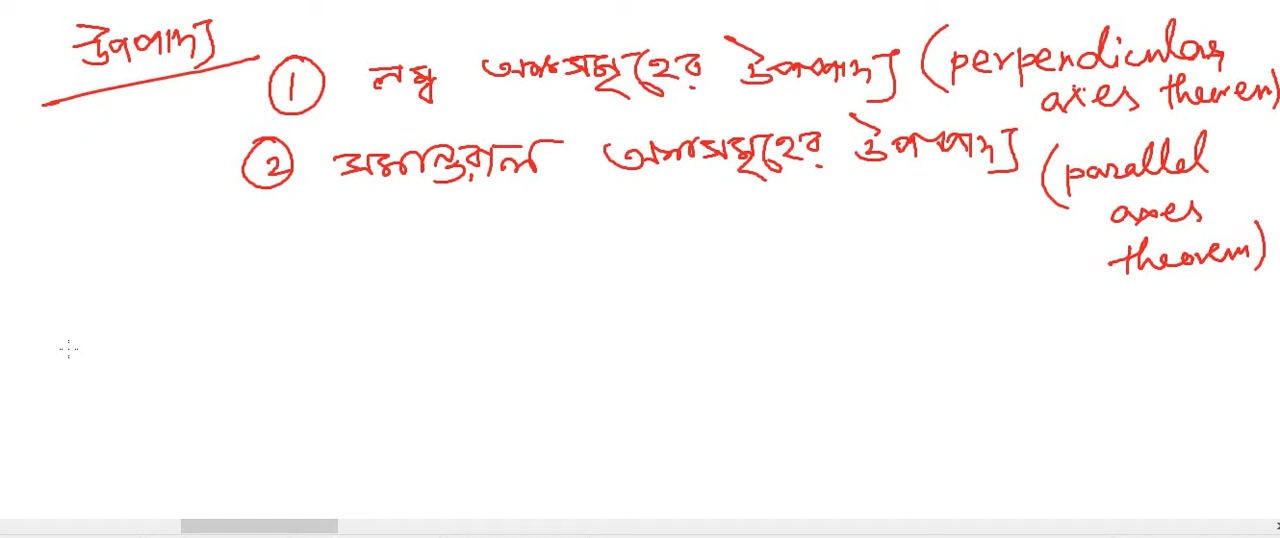 উপপাদ্য
① লম্ব অক্ষসমূহের উপপাদ্য (perpendicular
axes theorem)
② সমান্তরাল অক্ষসমূহের উপপাদ্য (parallel
axes
theorem)